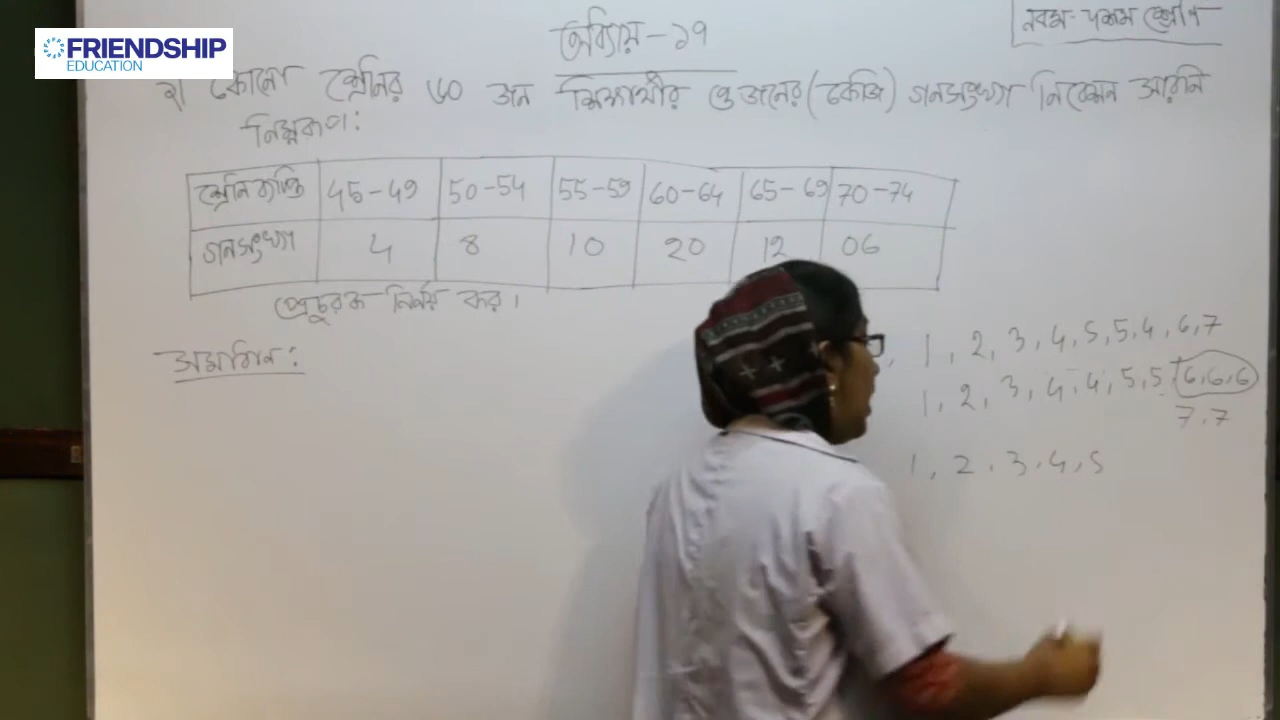 FRIENDSHIP
EDUCATION
অধ্যায় - ১৭
নবম-দশম শ্রেণি
২) কোনো শ্রেনির ৬০ জন শিক্ষার্থীর ওজনের (কেজি) গনসংখ্যা নিবেশন সারনি
নিম্নরূপ:
শ্রেনিব্যাপ্তি 45-49 50-54 55-59 60-64 65-69 70-74
গনসংখ্যা 4 8 10 20 12 06
প্রচুরক নির্নয় কর।
সমাধান:
, 1, 2, 3, 4, 5, 5, 4, 6, 7
1, 2, 3, 4, 4, 5, 5, 6, 6, 6
7, 7
1, 2, 3, 4, 5